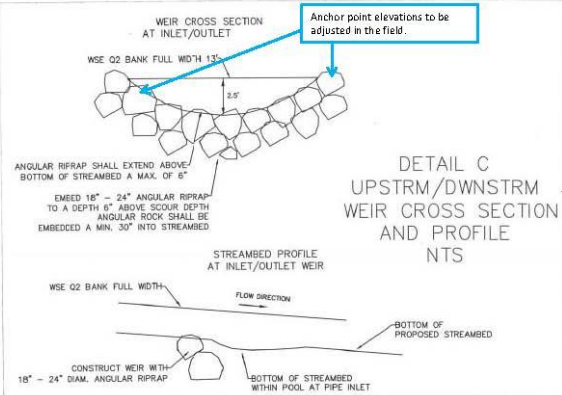 WEIR CROSS SECTION
AT INLET/OUTLET
Anchor point elevations to be
adjusted in the field.
WSE Q2 BANK FULL WIDTH 13'
2.5'
ANGULAR RIPRAP SHALL EXTEND ABOVE
BOTTOM OF STREAMBED A MAX. OF 6"
EMBED 18" - 24" ANGULAR RIPRAP
TO A DEPTH 6" ABOVE SCOUR DEPTH
ANGULAR ROCK SHALL BE
EMBEDDED A MIN. 30" INTO STREAMBED
DETAIL C
UPSTRM/DWNSTRM
WEIR CROSS SECTION
AND PROFILE
NTS
STREAMBED PROFILE
AT INLET/OUTLET WEIR
WSE Q2 BANK FULL WIDTH
FLOW DIRECTION
BOTTOM OF
PROPOSED STREAMBED
CONSTRUCT WEIR WITH
18" - 24" DIAM. ANGULAR RIPRAP
BOTTOM OF STREAMBED
WITHIN POOL AT PIPE INLET